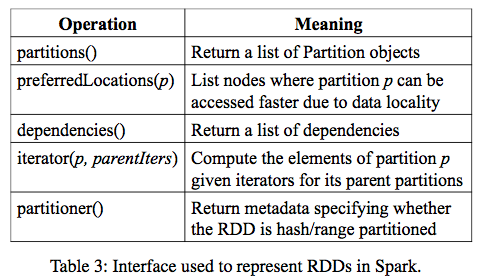 Operation Meaning
partitions() Return a list of Partition objects
preferredLocations(p) List nodes where partition p can be
accessed faster due to data locality
dependencies() Return a list of dependencies
iterator(p, parentIters) Compute the elements of partition p
given iterators for its parent partitions
partitioner() Return metadata specifying whether
the RDD is hash/range partitioned
Table 3: Interface used to represent RDDs in Spark.